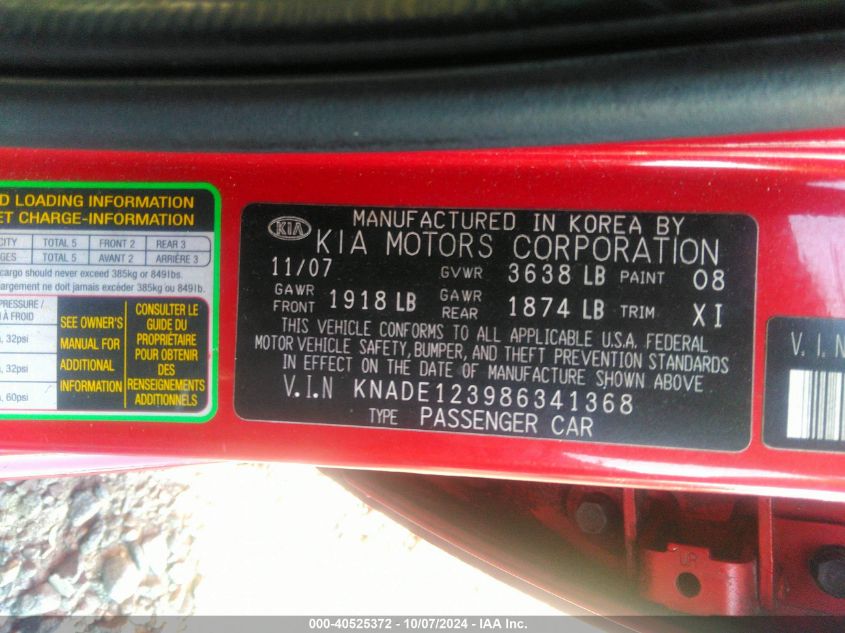 D LOADING INFORMATION
ET CHARGE-INFORMATION
CITY TOTAL 5 FRONT 2 REAR 3
GES TOTAL 5 AVANT 2 ARRIÈRE 3
cargo should never exceed 385kg or 849lbs.
argement ne doit jamais excéder 385kg or 849lb.
PRESSURE /
À FROID
32psi
32psi
60psi
SEE OWNER'S
MANUAL FOR
ADDITIONAL
INFORMATION
CONSULTER LE
GUIDE DU
PROPRIÉTAIRE
POUR OBTENIR
DES
RENSEIGNEMENTS
ADDITIONNELS
KIA
MANUFACTURED IN KOREA BY
KIA MOTORS CORPORATION
11/07 GVWR 3638 LB PAINT 08
GAWR FRONT 1918 LB GAWR REAR 1874 LB TRIM XI
THIS VEHICLE CONFORMS TO ALL APPLICABLE U.S.A. FEDERAL
MOTOR VEHICLE SAFETY, BUMPER, AND THEFT PREVENTION STANDARDS
IN EFFECT ON THE DATE OF MANUFACTURE SHOWN ABOVE
V.I.N KNADE123986341368
TYPE PASSENGER CAR
V.I.N
UR
000-40525372 - 10/07/2024 - IAA Inc.